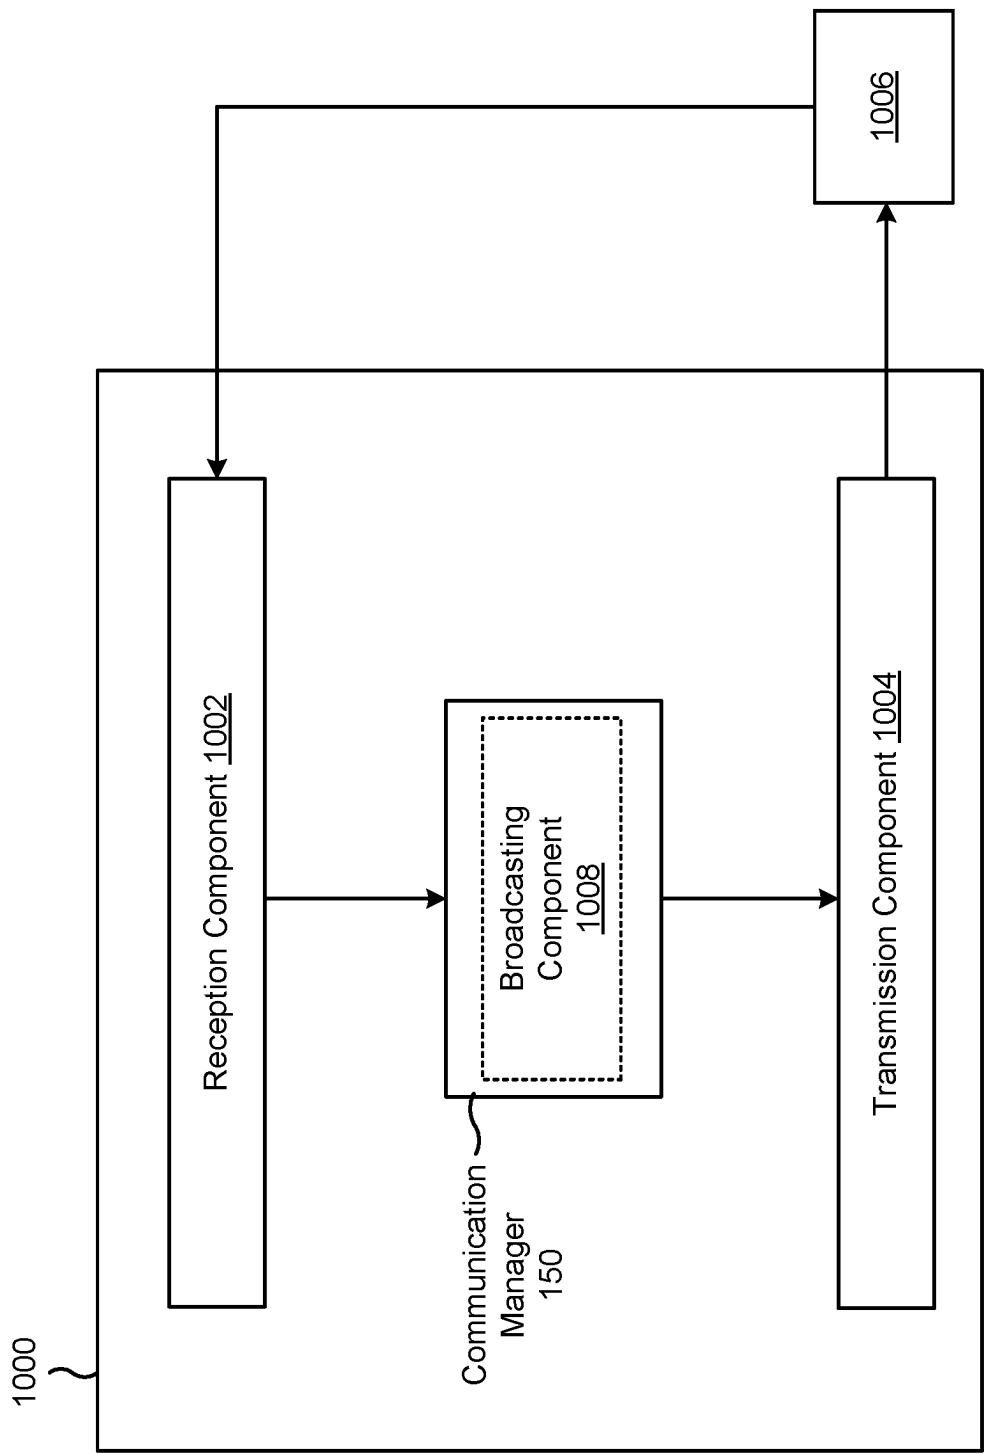 1000
Reception Component 1002
Communication
Manager
150
Broadcasting
Component
1008
Transmission Component 1004
1006